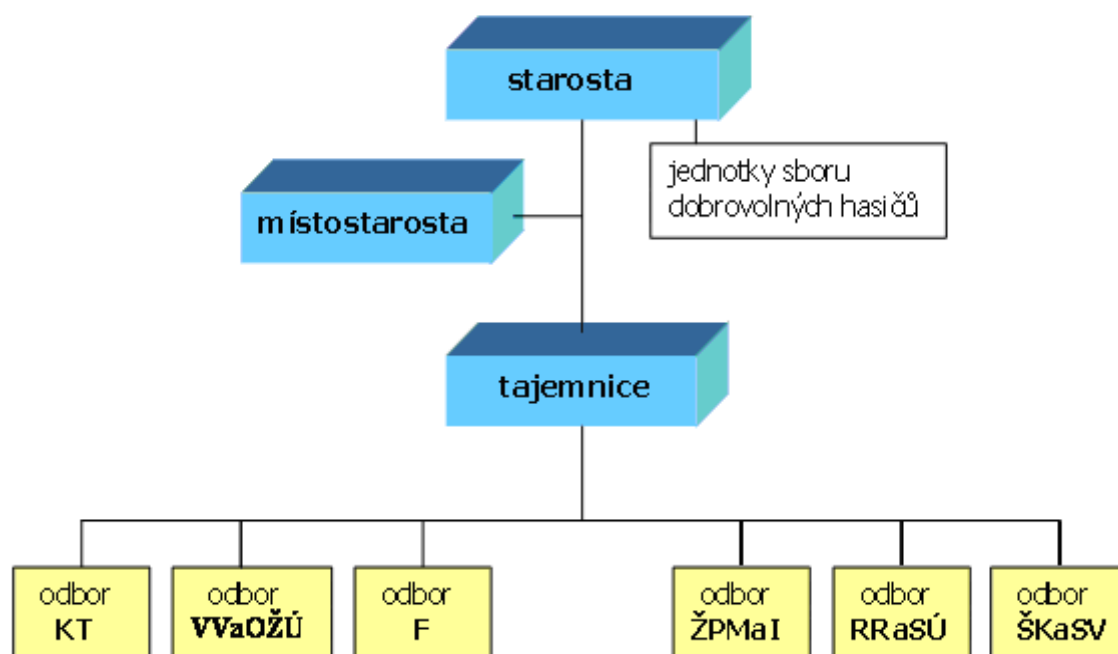 starosta
jednotky sboru
dobrovolných hasičů
místostarosta
tajemnice
odbor
KT
odbor
VVaOŽÚ
odbor
F
odbor
ŽPMaI
odbor
RRaSÚ
odbor
ŠKaSV